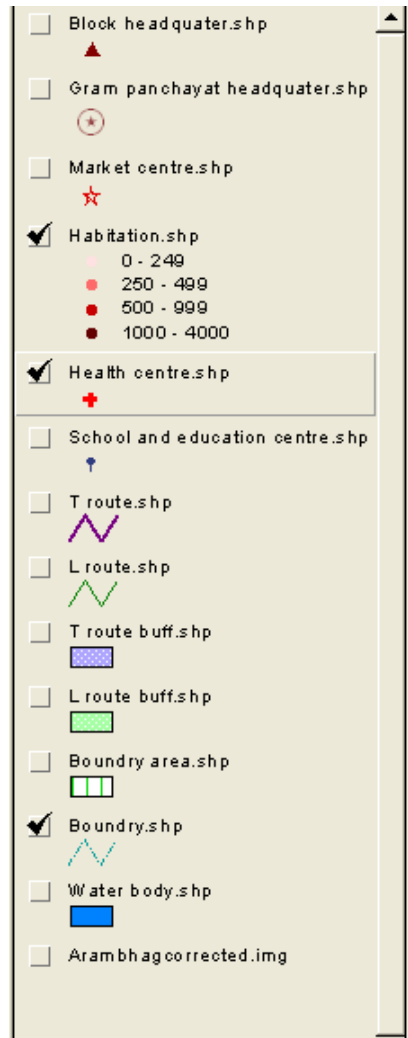 Block headquater.shp
Gram panchayat headquater.shp
Market centre.shp
Habitation.shp
0 - 249
250 - 499
500 - 999
1000 - 4000
Health centre.shp
School and education centre.shp
T route.shp
L route.shp
T route buff.shp
L route buff.shp
Boundry area.shp
Boundry.shp
Water body.shp
Arambhagcorrected.img